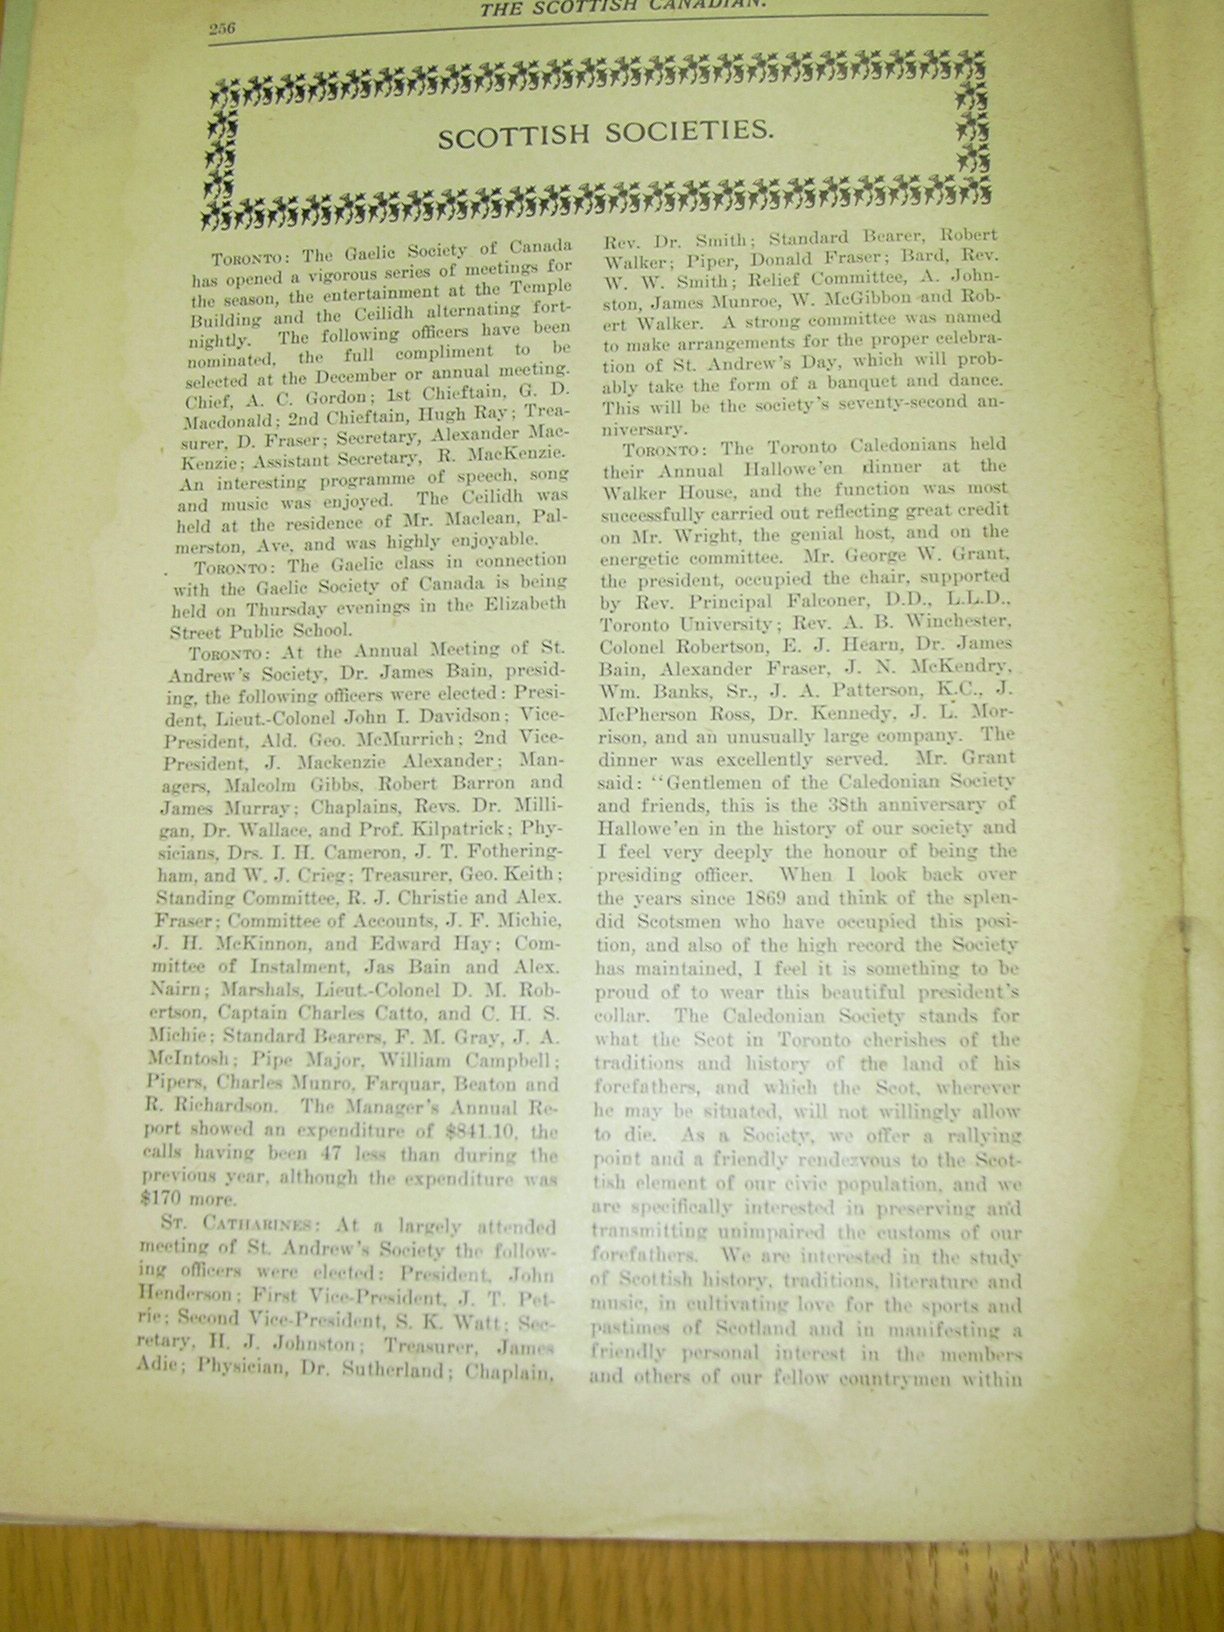 256
THE SCOTTISH CANADIAN.
SCOTTISH SOCIETIES.
TORONTO: The Gaelic Society of Canada
has opened a vigorous series of meetings for
the season, the entertainment at the Temple
Building and the Ceilidh alternating fort-
nightly. The following officers have been
nominated, the full compliment to be
selected at the December or annual meeting.
Chief, A. C. Gordon; 1st Chieftain, G. D.
Macdonald; 2nd Chieftain, Hugh Ray; Trea-
surer, D. Fraser; Secretary, Alexander Mac-
Kenzie; Assistant Secretary, R. MacKenzie.
An interesting programme of speech, song
and music was enjoyed. The Ceilidh was
held at the residence of Mr. Maclean, Pal-
merston, Ave, and was highly enjoyable.
TORONTO: The Gaelic class in connection
with the Gaelic Society of Canada is being
held on Thursday evenings in the Elizabeth
Street Public School.
TORONTO: At the Annual Meeting of St.
Andrew's Society, Dr. James Bain, presid-
ing, the following officers were elected: Presi-
dent, Lieut.-Colonel John I. Davidson; Vice-
President, Ald. Geo. McMurrich; 2nd Vice-
President, J. Mackenzie Alexander; Man-
agers, Malcolm Gibbs, Robert Barron and
James Murray; Chaplains, Revs. Dr. Milli-
gan, Dr. Wallace, and Prof. Kilpatrick; Phy-
sicians, Drs. I. H. Cameron, J. T. Fothering-
ham, and W. J. Crieg; Treasurer, Geo. Keith;
Standing Committee, R. J. Christie and Alex.
Fraser; Committee of Accounts, J. F. Michie,
J. H. McKinnon, and Edward Hay; Com-
mittee of Instalment, Jas Bain and Alex.
Nairn; Marshals, Lieut.-Colonel D. M. Rob-
ertson, Captain Charles Catto, and C. H. S.
Michie; Standard Bearers, F. M. Gray, J. A.
McIntosh; Pipe Major, William Campbell;
Pipers, Charles Munro, Farquar, Beaton and
R. Richardson. The Manager's Annual Re-
port showed an expenditure of $841.10, the
calls having been 47 less than during the
previous year, although the expenditure was
$170 more.
ST. CATHARINES: At a largely attended
meeting of St. Andrew's Society the follow-
ing officers were elected: President, John
Henderson; First Vice-President, J. T. Pet-
rie; Second Vice-President, S. K. Watt; Sec-
retary, H. J. Johnston; Treasurer, James
Adie; Physician, Dr. Sutherland; Chaplain,
Rev. Dr. Smith; Standard Bearer, Robert
Walker; Piper, Donald Fraser; Bard, Rev.
W. W. Smith; Relief Committee, A. John-
ston, James Munroe, W. McGibbon and Rob-
ert Walker. A strong committee was named
to make arrangements for the proper celebra-
tion of St. Andrew's Day, which will prob-
ably take the form of a banquet and dance.
This will be the society's seventy-second an-
niversary.
TORONTO: The Toronto Caledonians held
their Annual Hallowe'en dinner at the
Walker House, and the function was most
successfully carried out reflecting great credit
on Mr. Wright, the genial host, and on the
energetic committee. Mr. George W. Grant,
the president, occupied the chair, supported
by Rev. Principal Falconer, D.D., L.L.D.,
Toronto University; Rev. A. B. Winchester,
Colonel Robertson, E. J. Hearn, Dr. James
Bain, Alexander Fraser, J. N. McKendry,
Wm. Banks, Sr., J. A. Patterson, K.C., J.
McPherson Ross, Dr. Kennedy, J. L. Mor-
rison, and an unusually large company. The
dinner was excellently served. Mr. Grant
said: "Gentlemen of the Caledonian Society
and friends, this is the 38th anniversary of
Hallowe'en in the history of our society and
I feel very deeply the honour of being the
presiding officer. When I look back over
the years since 1869 and think of the splen-
did Scotsmen who have occupied this posi-
tion, and also of the high record the Society
has maintained, I feel it is something to be
proud of to wear this beautiful president's
collar. The Caledonian Society stands for
what the Scot in Toronto cherishes of the
traditions and history of the land of his
forefathers, and which the Scot, wherever
he may be situated, will not willingly allow
to die. As a Society, we offer a rallying
point and a friendly rendezvous to the Scot-
tish element of our civic population, and we
are specifically interested in preserving and
transmitting unimpaired the customs of our
forefathers. We are interested in the study
of Scottish history, traditions, literature and
music, in cultivating love for the sports and
pastimes of Scotland and in manifesting a
friendly personal interest in the members
and others of our fellow countrymen within